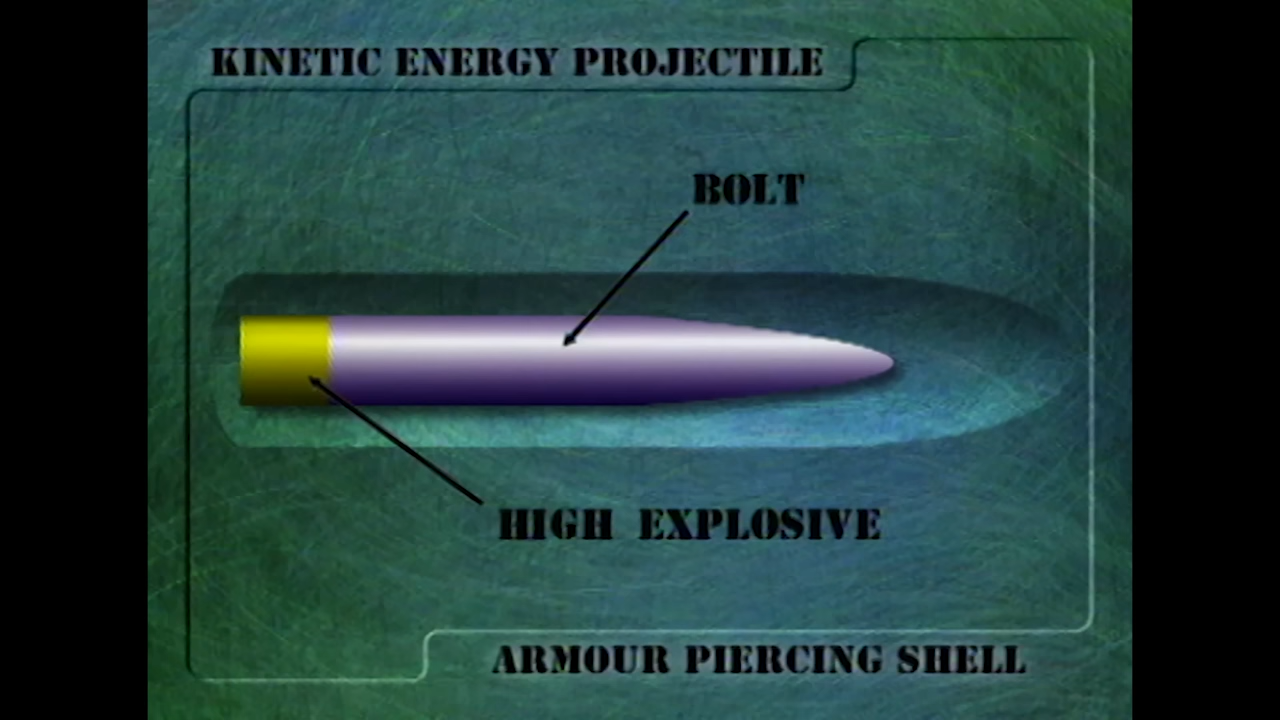 KINETIC ENERGY PROJECTILE
BOLT
HIGH EXPLOSIVE
ARMOUR PIERCING SHELL